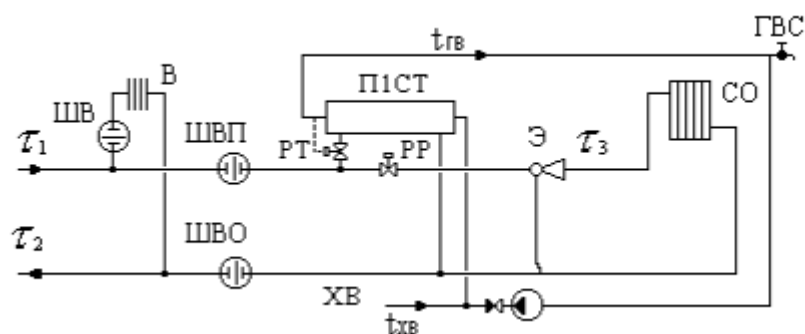 ГВС
tгв
П1СТ
В
СО
ШВ
ШВП
Э
τ3
τ1
РТ
РР
ШВО
τ2
ХВ
tхв